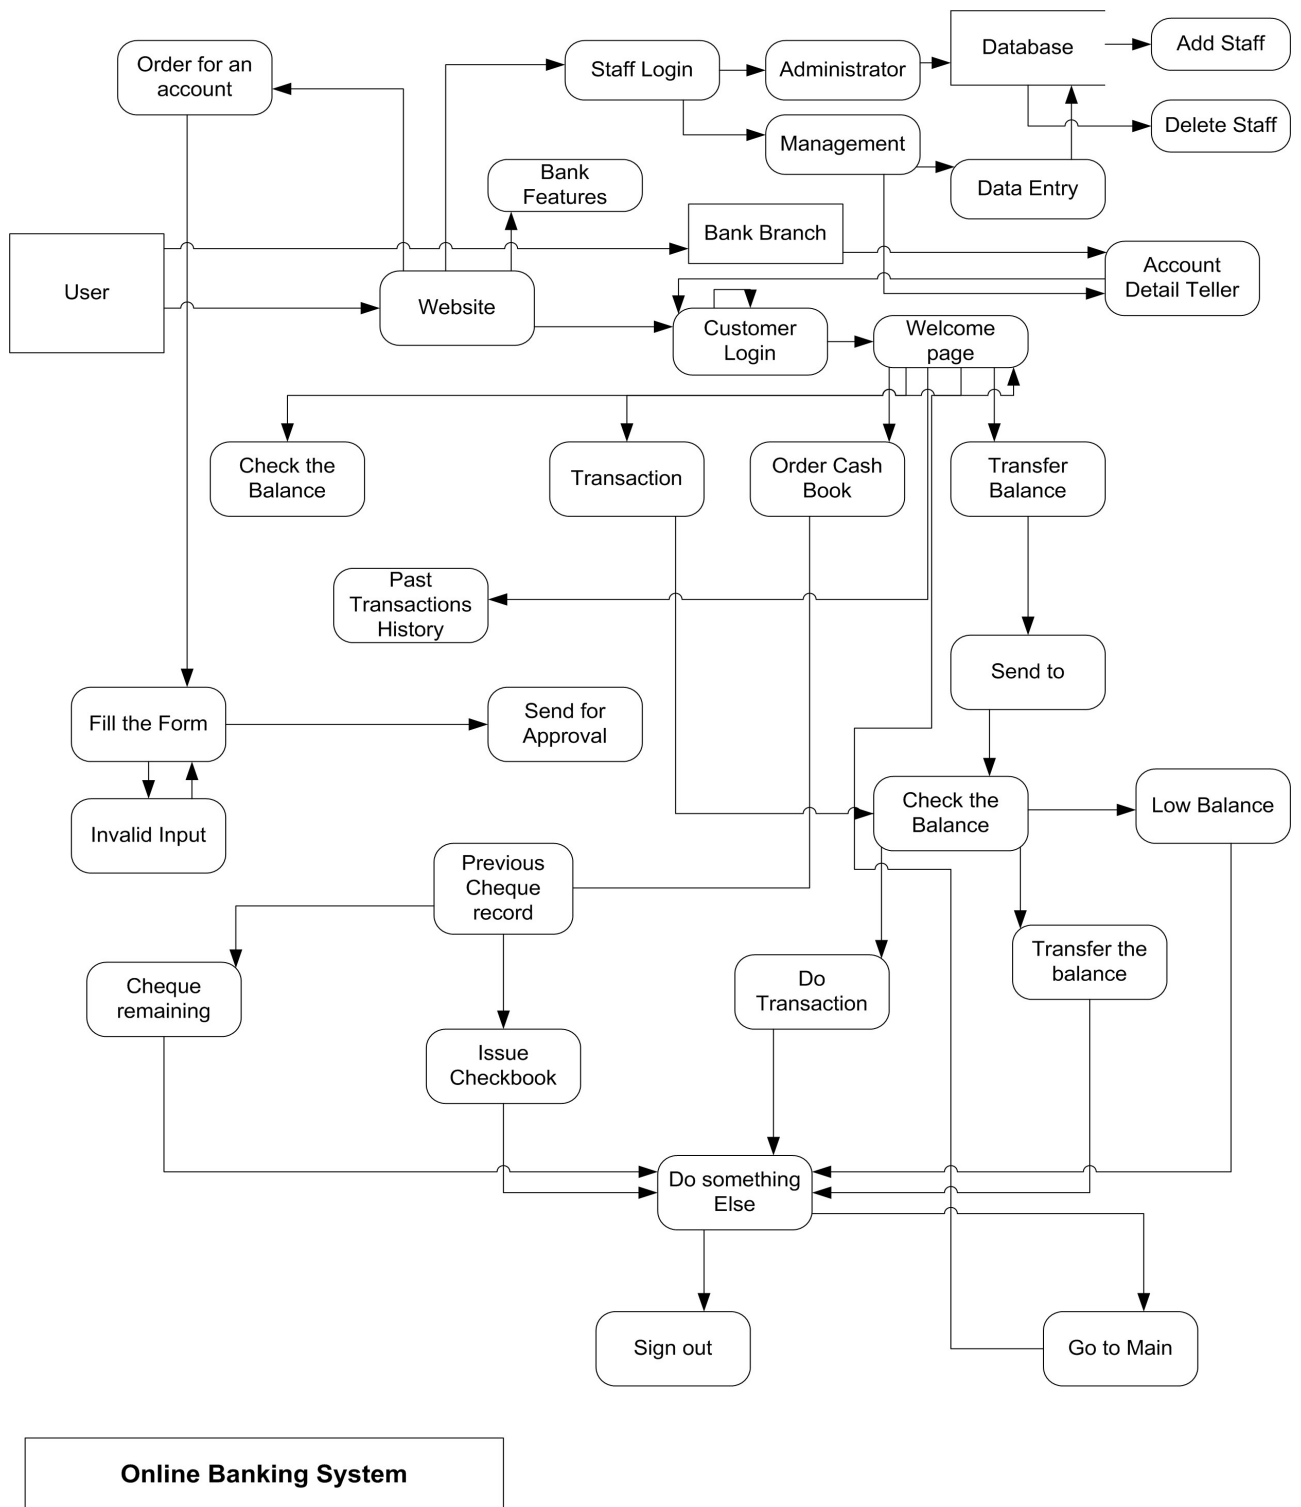 Order for an
account
Staff Login
Administrator
Database
Add Staff
Delete Staff
Management
Data Entry
Bank
Features
Bank Branch
User
Website
Account
Detail Teller
Customer
Login
Welcome
page
Check the
Balance
Transaction
Order Cash
Book
Transfer
Balance
Past
Transactions
History
Send to
Fill the Form
Send for
Approval
Invalid Input
Check the
Balance
Low Balance
Previous
Cheque
record
Cheque
remaining
Do
Transaction
Transfer the
balance
Issue
Checkbook
Do something
Else
Sign out
Go to Main
Online Banking System